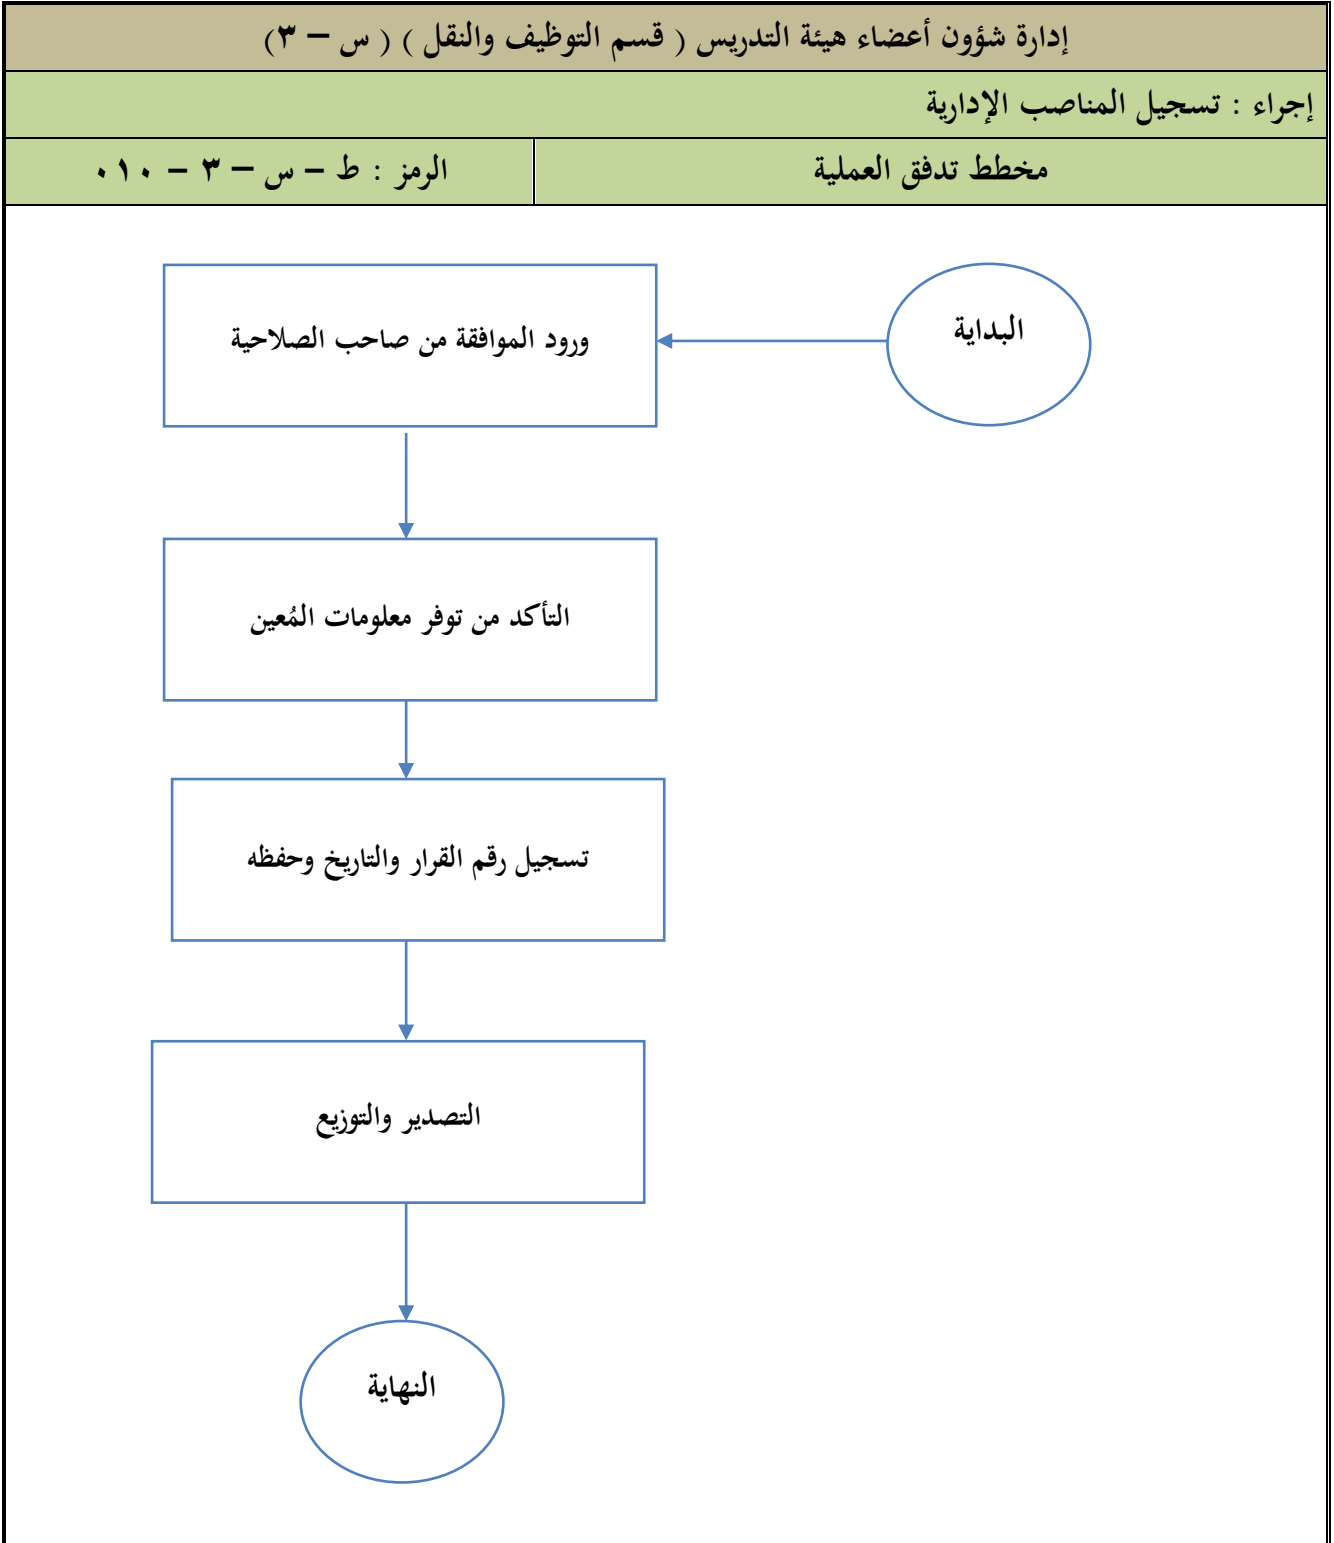 إدارة شؤون أعضاء هيئة التدريس ( قسم التوظيف والنقل ) ( س – ٣)
إجراء : تسجيل المناصب الإدارية
مخطط تدفق العملية
الرمز : ط – س – ٣ – ٠١٠
البداية
ورود الموافقة من صاحب الصلاحية
التأكد من توفر معلومات المُعين
تسجيل رقم القرار والتاريخ وحفظه
التصدير والتوزيع
النهاية